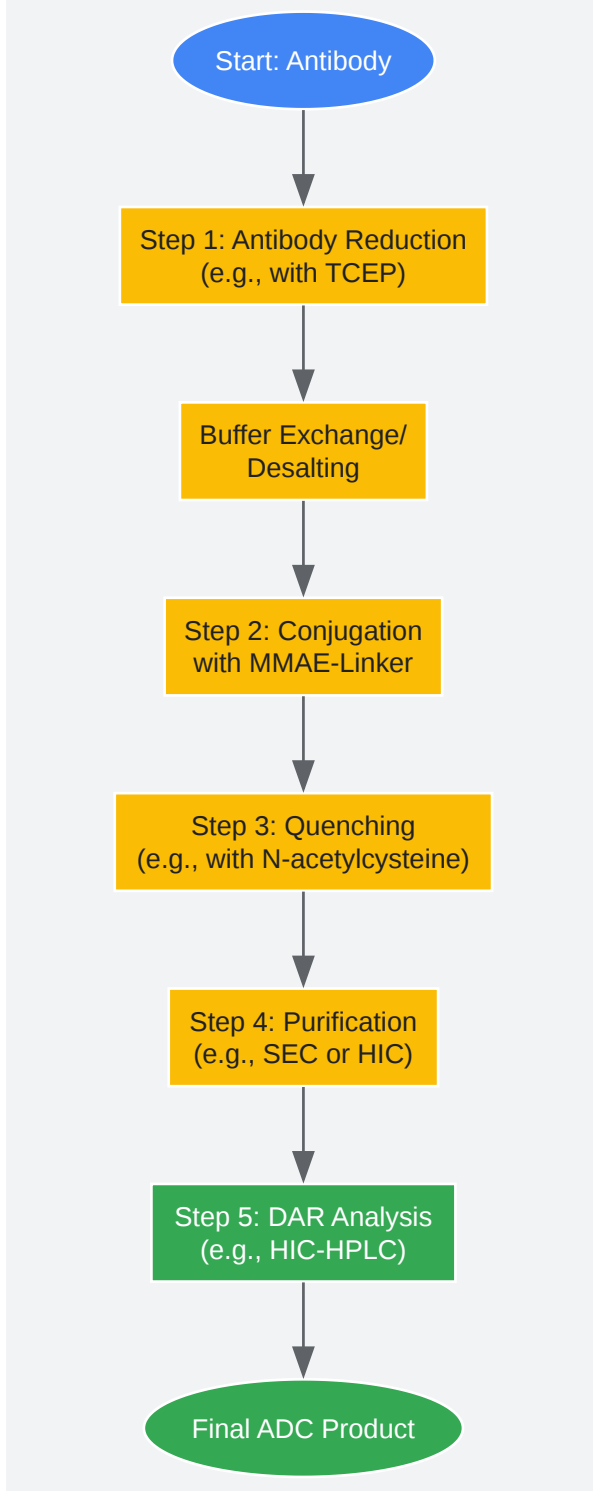 Start: Antibody
Step 1: Antibody Reduction
(e.g., with TCEP)
Buffer Exchange/
Desalting
Step 2: Conjugation
with MMAE-Linker
Step 3: Quenching
(e.g., with N-acetylcysteine)
Step 4: Purification
(e.g., SEC or HIC)
Step 5: DAR Analysis
(e.g., HIC-HPLC)
Final ADC Product